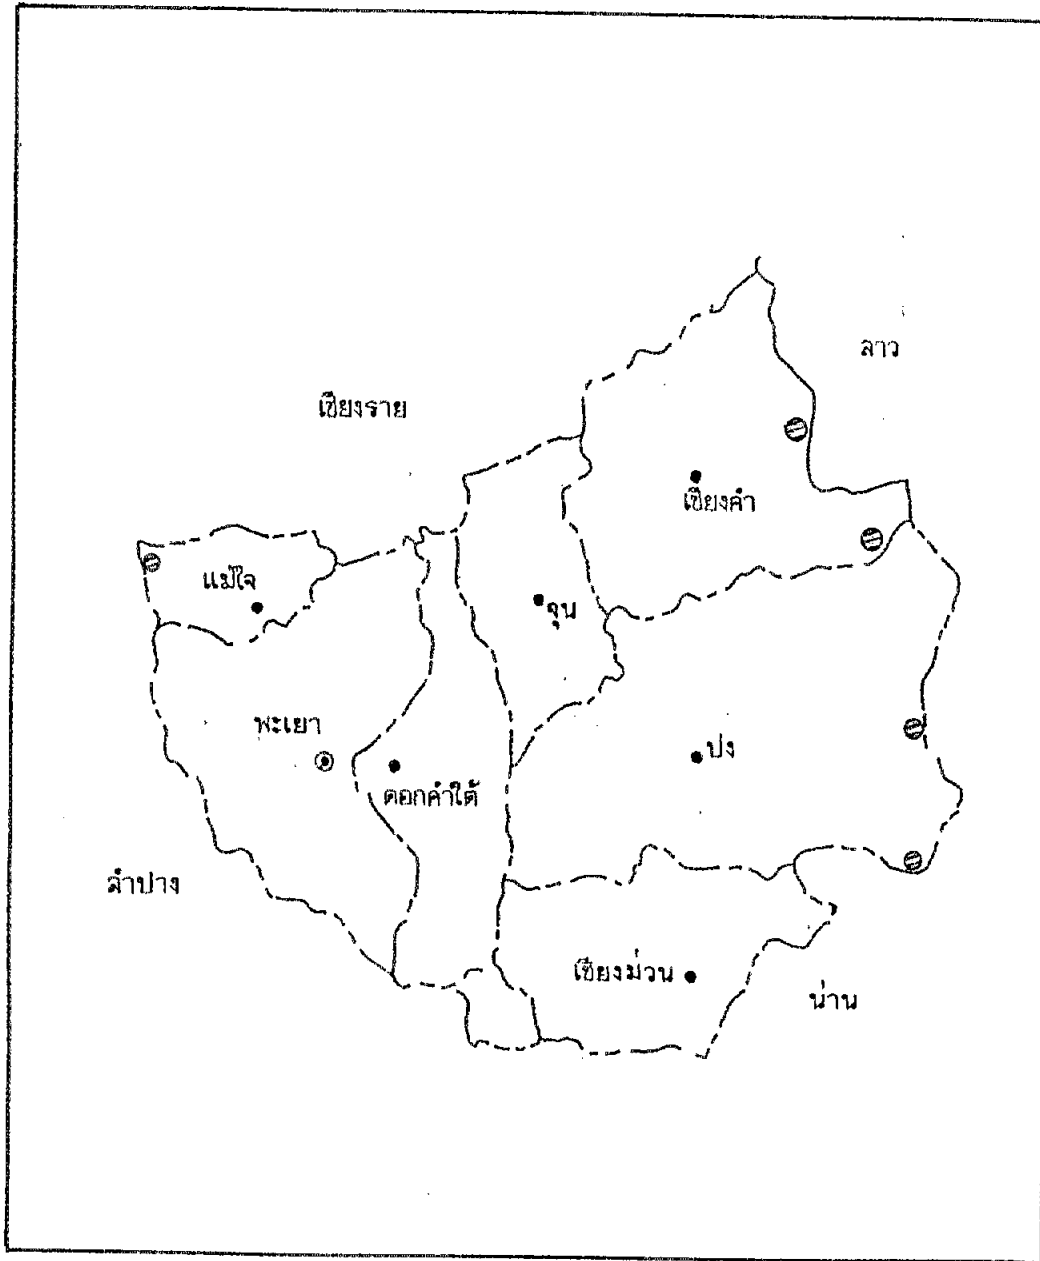 ลาว
เชียงราย
เชียงคำ
แม่ใจ
จุน
พะเยา
ปง
ดอกคำใต้
ลำปาง
เชียงม่วน
น่าน